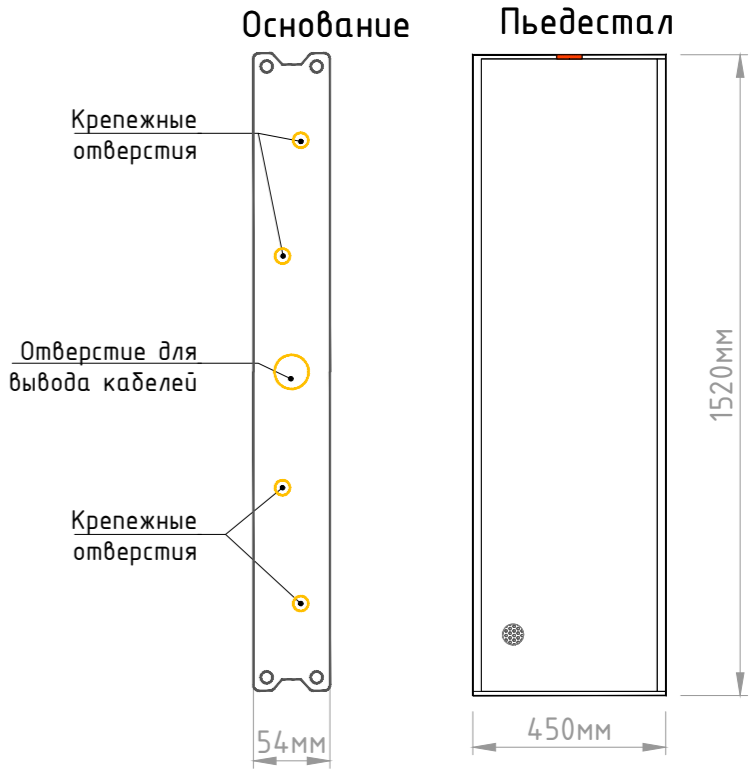 Основание
Пьедестал
Крепежные
отверстия
Отверстие для
вывода кабелей
Крепежные
отверстия
1520мм
54мм
450мм